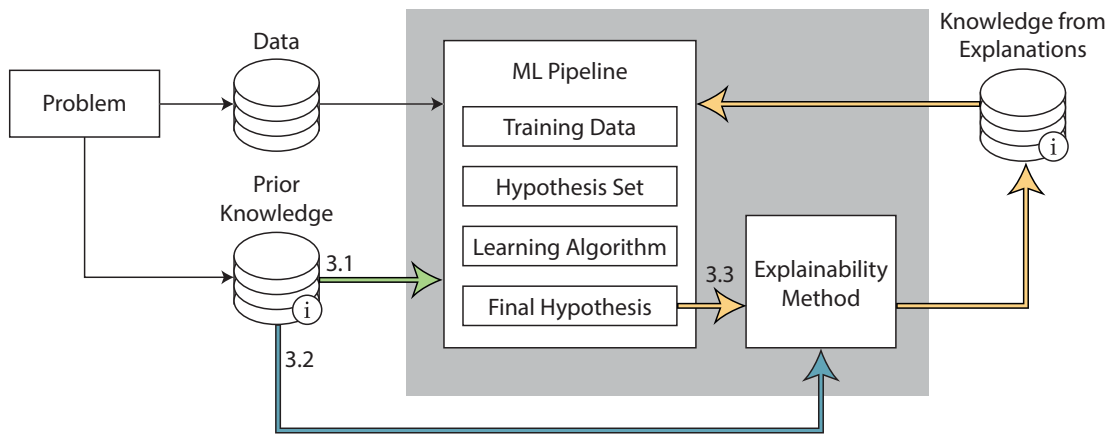 Problem
Data
Prior
Knowledge
i
3.1
3.2
ML Pipeline
Training Data
Hypothesis Set
Learning Algorithm
Final Hypothesis
3.3
Explainability
Method
Knowledge from
Explanations
i